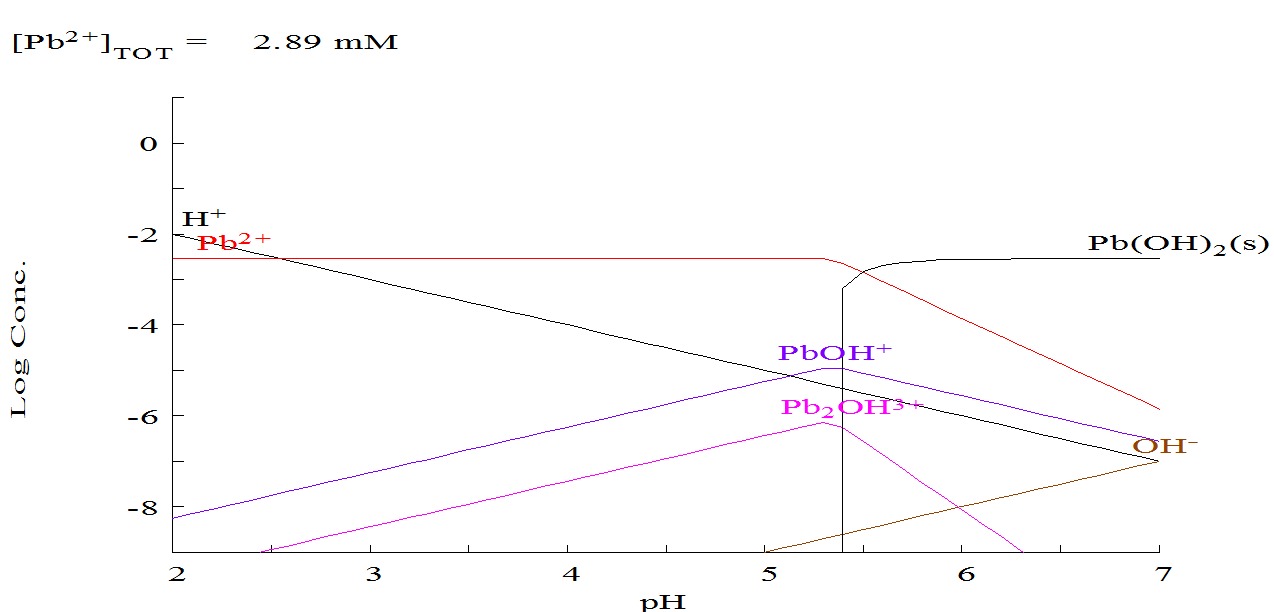 [Pb²⁺]TOT = 2.89 mM
0
-2
-4
-6
-8
Log Conc.
H⁺
Pb²⁺
Pb(OH)₂(s)
PbOH⁺
Pb₂OH³⁺
OH⁻
2 3 4 5 6 7
pH